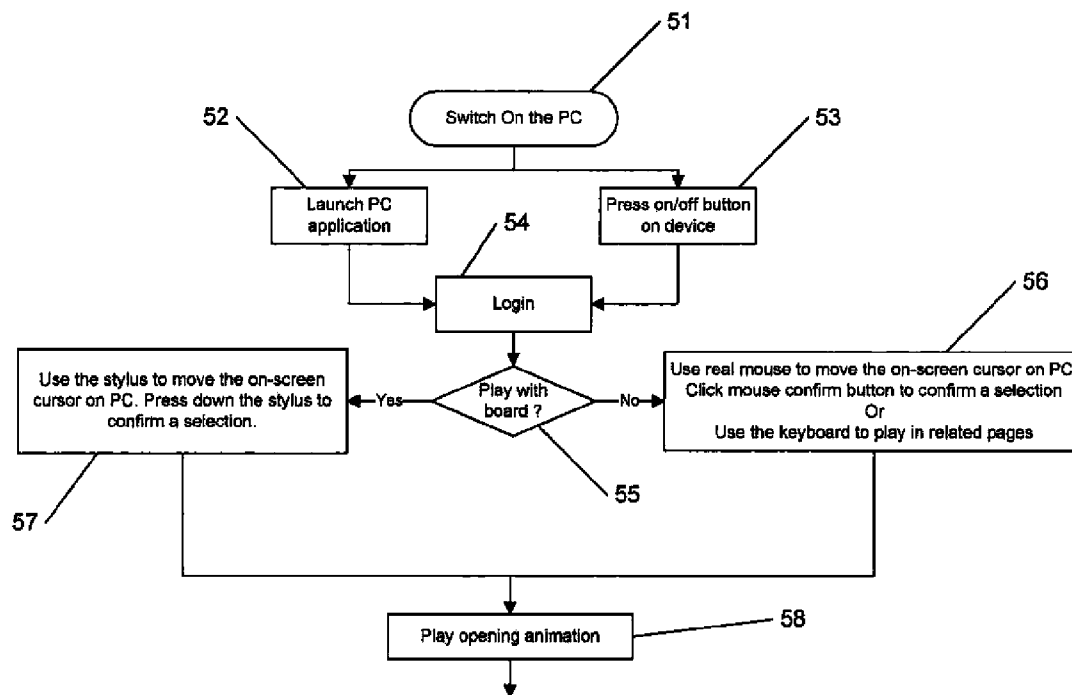 51
Switch On the PC
52
53
Launch PC
application
Press on/off button
on device
54
Login
56
Use the stylus to move the on-screen
cursor on PC. Press down the stylus to
confirm a selection.
Yes
Play with
board ?
No
Use real mouse to move the on-screen cursor on PC
Click mouse confirm button to confirm a selection
Or
Use the keyboard to play in related pages
55
57
Play opening animation
58